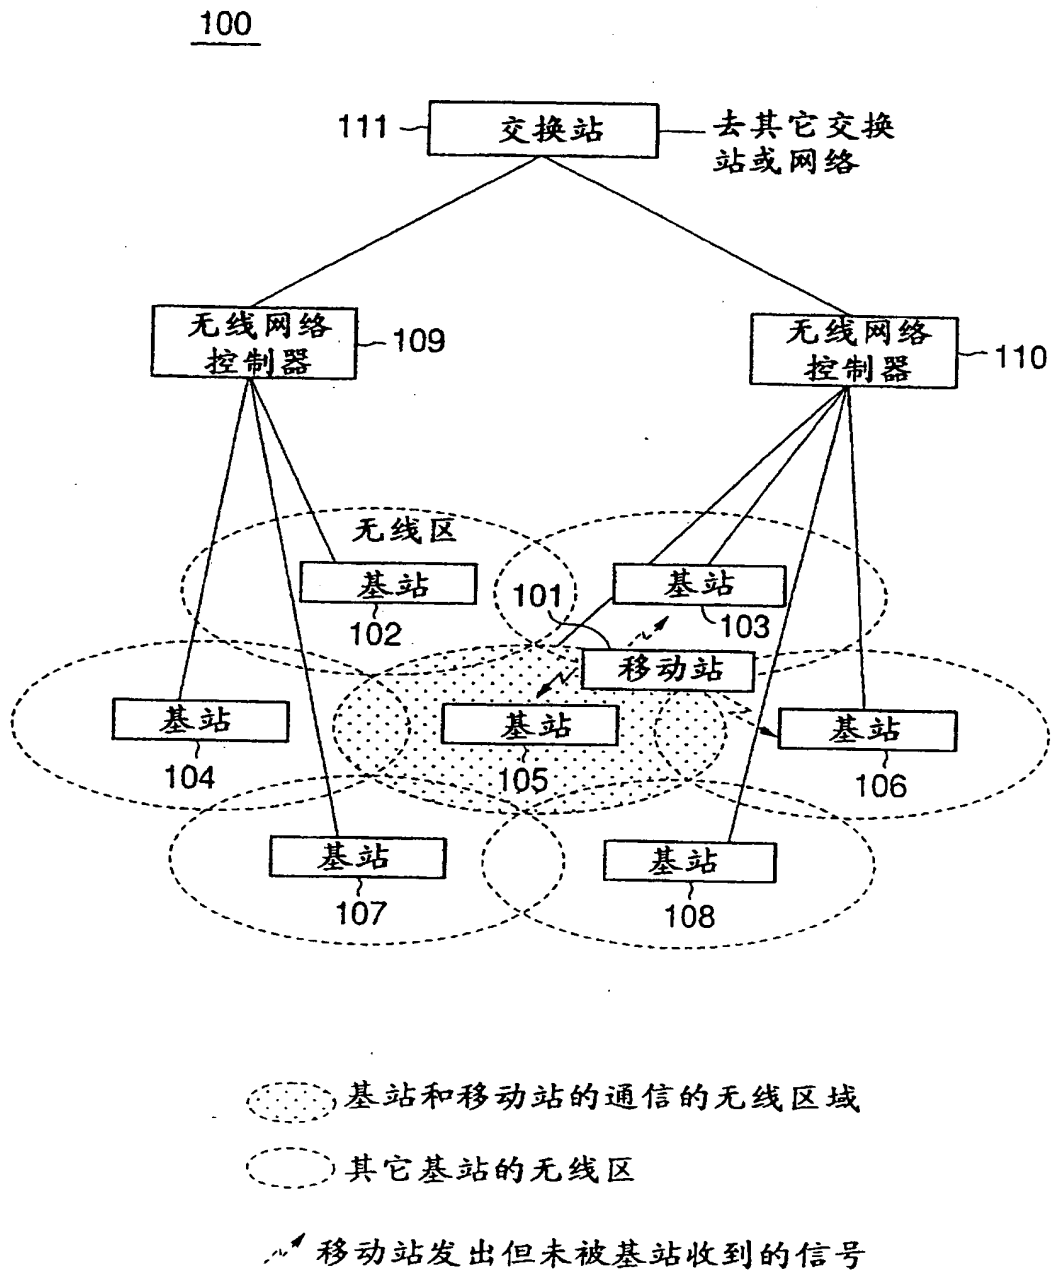 100
111
交换站
去其它交换
站或网络
无线网络
控制器
109
无线网络
控制器
110
无线区
基站
102
101
基站
103
移动站
基站
104
基站
105
基站
106
基站
107
基站
108
基站和移动站的通信的无线区域
其它基站的无线区
移动站发出但未被基站收到的信号